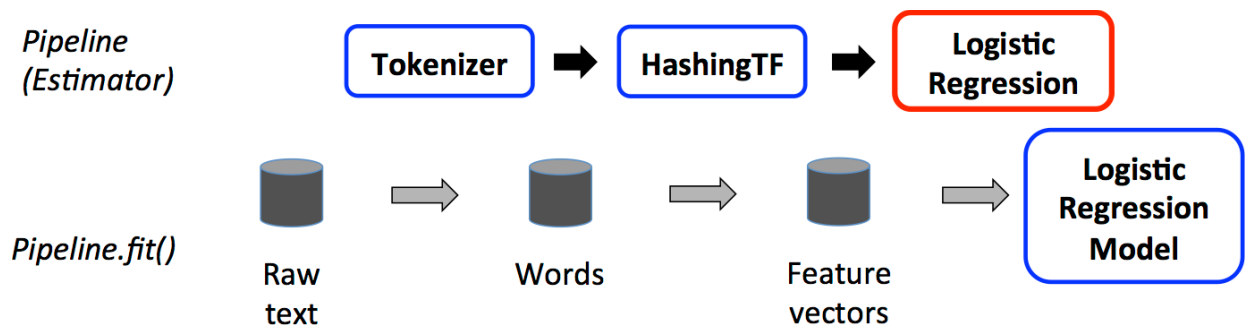 Pipeline
(Estimator)
Tokenizer
HashingTF
Logistic
Regression
Pipeline.fit()
Raw
text
Words
Feature
vectors
Logistic
Regression
Model